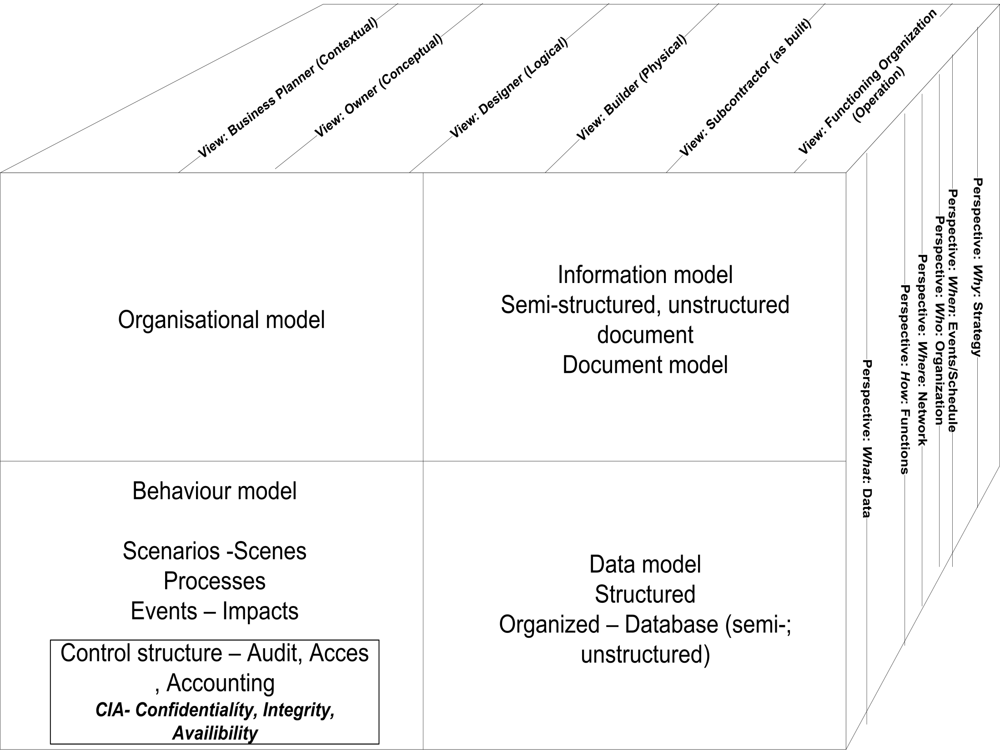 View: Business Planner (Contextual)
View: Owner (Conceptual)
View: Designer (Logical)
View: Builder (Physical)
View: Subcontractor (as built)
View: Functioning Organization
(Operation)
Organisational model
Information model
Semi-structured, unstructured
document
Document model
Behaviour model
Scenarios -Scenes
Processes
Events – Impacts
Control structure – Audit, Acces
, Accounting
CIA- Confidentialíty, Integrity,
Availibility
Data model
Structured
Organized – Database (semi-;
unstructured)
Perspective: What: Data
Perspective: How: Functions
Perspective: Where: Network
Perspective: Who: Organization
Perspective: When: Events/Schedule
Perspective: Why: Strategy